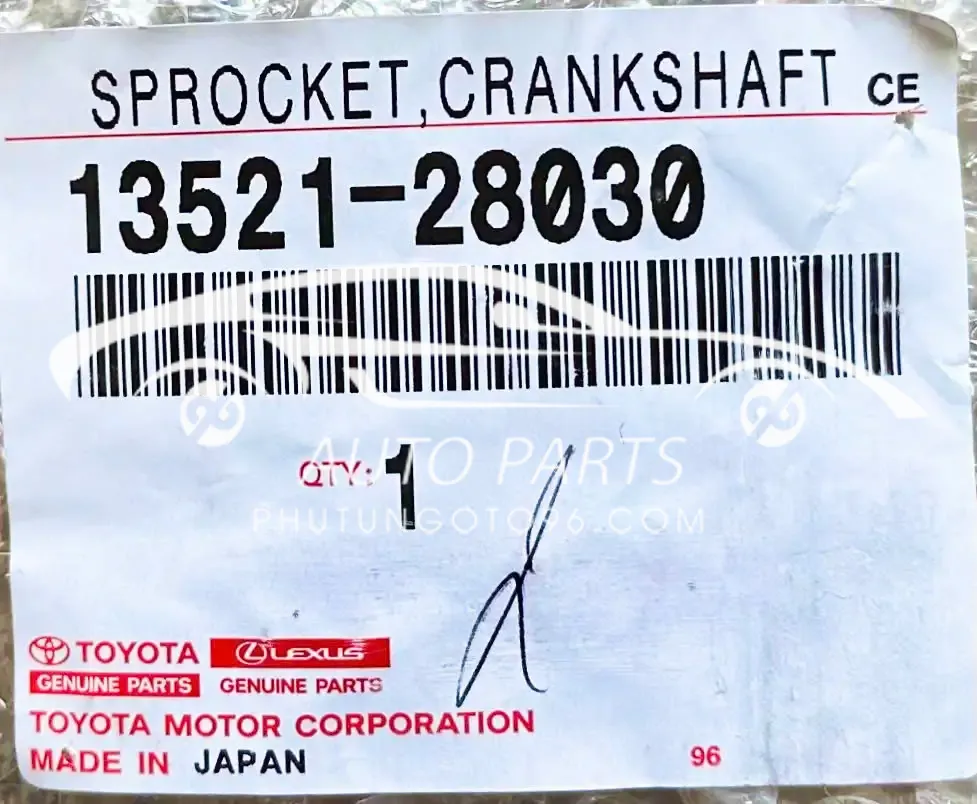 SPROCKET,CRANKSHAFT CE
13521-28030
AUTO PARTS
QTY: 1
PHUTUNGOTO96.COM
TOYOTA LEXUS
GENUINE PARTS GENUINE PARTS
TOYOTA MOTOR CORPORATION
MADE IN JAPAN 96